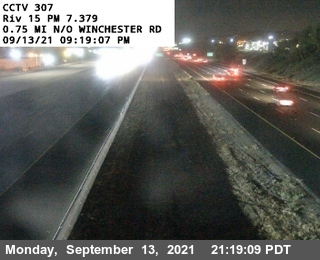 CCTV 307
Riv 15 PM 7.379
0.75 MI N/O WINCHESTER RD
09/13/21 09:19:07 PM
Monday, September 13, 2021 21:19:09 PDT